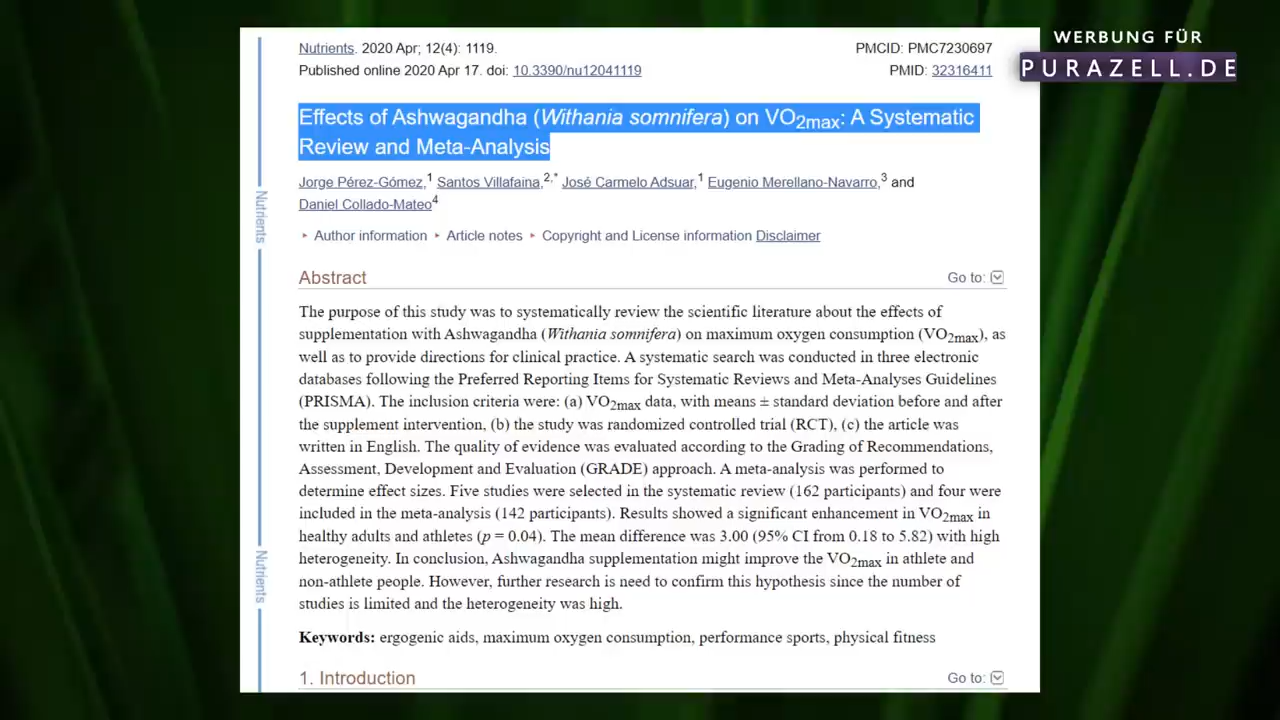 WERBUNG FÜR
PURAZELL.DE
Nutrients. 2020 Apr; 12(4): 1119.
PMCID: PMC7230697
Published online 2020 Apr 17. doi: 10.3390/nu12041119
PMID: 32316411
Effects of Ashwagandha (Withania somnifera) on VO2max: A Systematic
Review and Meta-Analysis
Jorge Pérez-Gómez,1 Santos Villafaina,2,* José Carmelo Adsuar,1 Eugenio Merellano-Navarro,3 and
Daniel Collado-Mateo4
▸ Author information ▸ Article notes ▸ Copyright and License information Disclaimer
Abstract
Go to:
The purpose of this study was to systematically review the scientific literature about the effects of
supplementation with Ashwagandha (Withania somnifera) on maximum oxygen consumption (VO2max), as
well as to provide directions for clinical practice. A systematic search was conducted in three electronic
databases following the Preferred Reporting Items for Systematic Reviews and Meta-Analyses Guidelines
(PRISMA). The inclusion criteria were: (a) VO2max data, with means ± standard deviation before and after
the supplement intervention, (b) the study was randomized controlled trial (RCT), (c) the article was
written in English. The quality of evidence was evaluated according to the Grading of Recommendations,
Assessment, Development and Evaluation (GRADE) approach. A meta-analysis was performed to
determine effect sizes. Five studies were selected in the systematic review (162 participants) and four were
included in the meta-analysis (142 participants). Results showed a significant enhancement in VO2max in
healthy adults and athletes (p = 0.04). The mean difference was 3.00 (95% CI from 0.18 to 5.82) with high
heterogeneity. In conclusion, Ashwagandha supplementation might improve the VO2max in athlete and
non-athlete people. However, further research is need to confirm this hypothesis since the number of
studies is limited and the heterogeneity was high.
Keywords: ergogenic aids, maximum oxygen consumption, performance sports, physical fitness
1. Introduction
Go to:
Nutrients
Nutrients